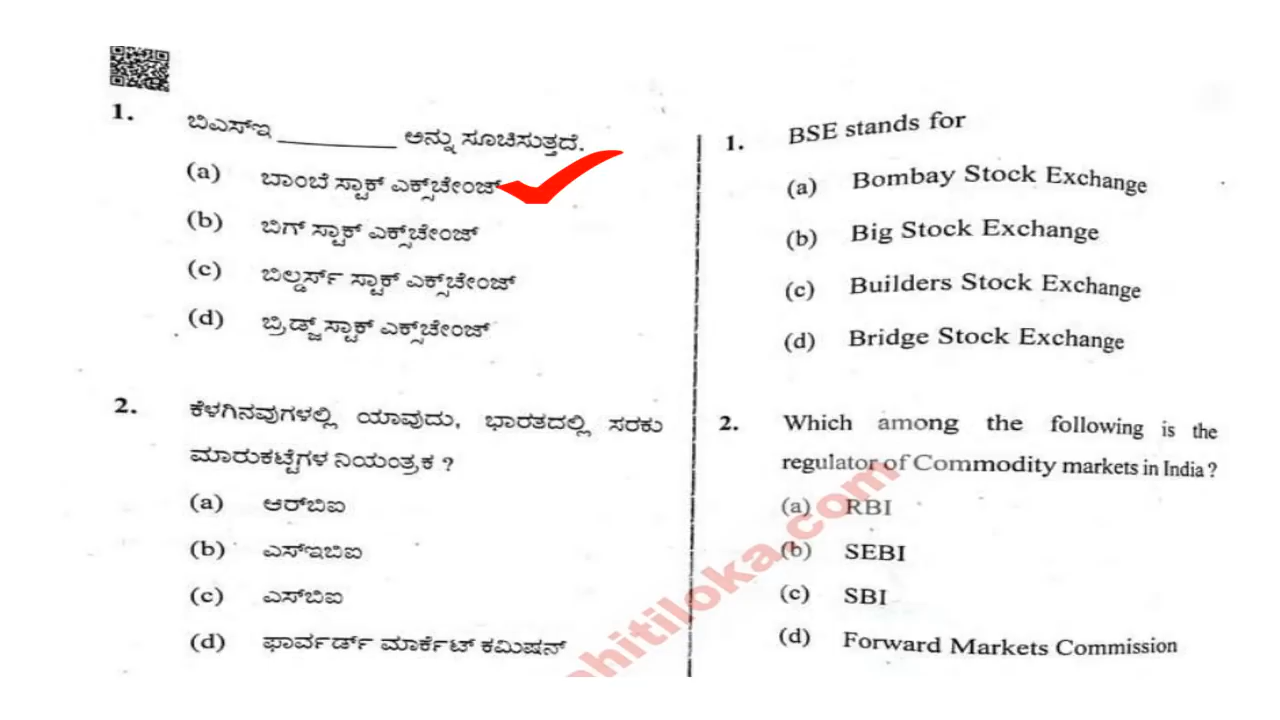 1.
ಬಿಎಸ್ಇ __________ ಅನ್ನು ಸೂಚಿಸುತ್ತದೆ.
(a) ಬಾಂಬೆ ಸ್ಟಾಕ್ ಎಕ್ಸ್‌ಚೇಂಜ್
(b) ಬಿಗ್ ಸ್ಟಾಕ್ ಎಕ್ಸ್‌ಚೇಂಜ್
(c) ಬಿಲ್ಡರ್ಸ್ ಸ್ಟಾಕ್ ಎಕ್ಸ್‌ಚೇಂಜ್
(d) ಬ್ರಿಡ್ಜ್ ಸ್ಟಾಕ್ ಎಕ್ಸ್‌ಚೇಂಜ್
2. ಕೆಳಗಿನವುಗಳಲ್ಲಿ ಯಾವುದು, ಭಾರತದಲ್ಲಿ ಸರಕು
ಮಾರುಕಟ್ಟೆಗಳ ನಿಯಂತ್ರಕ ?
(a) ಆರ್‌ಬಿಐ
(b) ಎಸ್ಇಬಿಐ
(c) ಎಸ್‌ಬಿಐ
(d) ಫಾರ್ವರ್ಡ್ ಮಾರ್ಕೆಟ್ ಕಮಿಷನ್
1. BSE stands for
(a) Bombay Stock Exchange
(b) Big Stock Exchange
(c) Builders Stock Exchange
(d) Bridge Stock Exchange
2. Which among the following is the
regulator of Commodity markets in India ?
(a) RBI
(b) SEBI
(c) SBI
(d) Forward Markets Commission
hitiloka.com